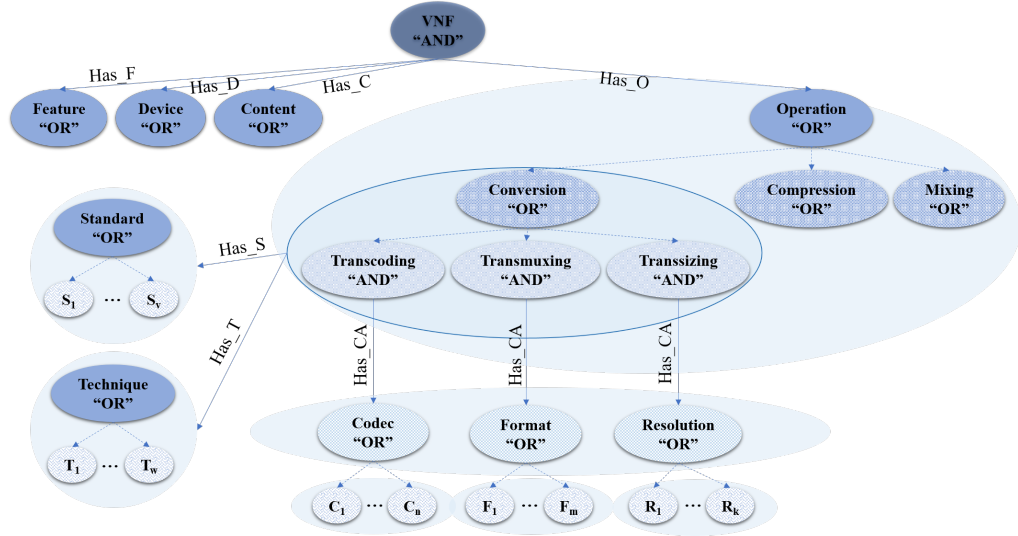 VNF
“AND”
Has_F
Has_D
Has_C
Has_O
Feature
“OR”
Device
“OR”
Content
“OR”
Operation
“OR”
Conversion
“OR”
Compression
“OR”
Mixing
“OR”
Standard
“OR”
Has_S
Transcoding
“AND”
Transmuxing
“AND”
Transsizing
“AND”
S1 ... Sv
Has_T
Has_CA
Has_CA
Has_CA
Technique
“OR”
Codec
“OR”
Format
“OR”
Resolution
“OR”
T1 ... Tw
C1 ... Cn
F1 ... Fm
R1 ... Rk